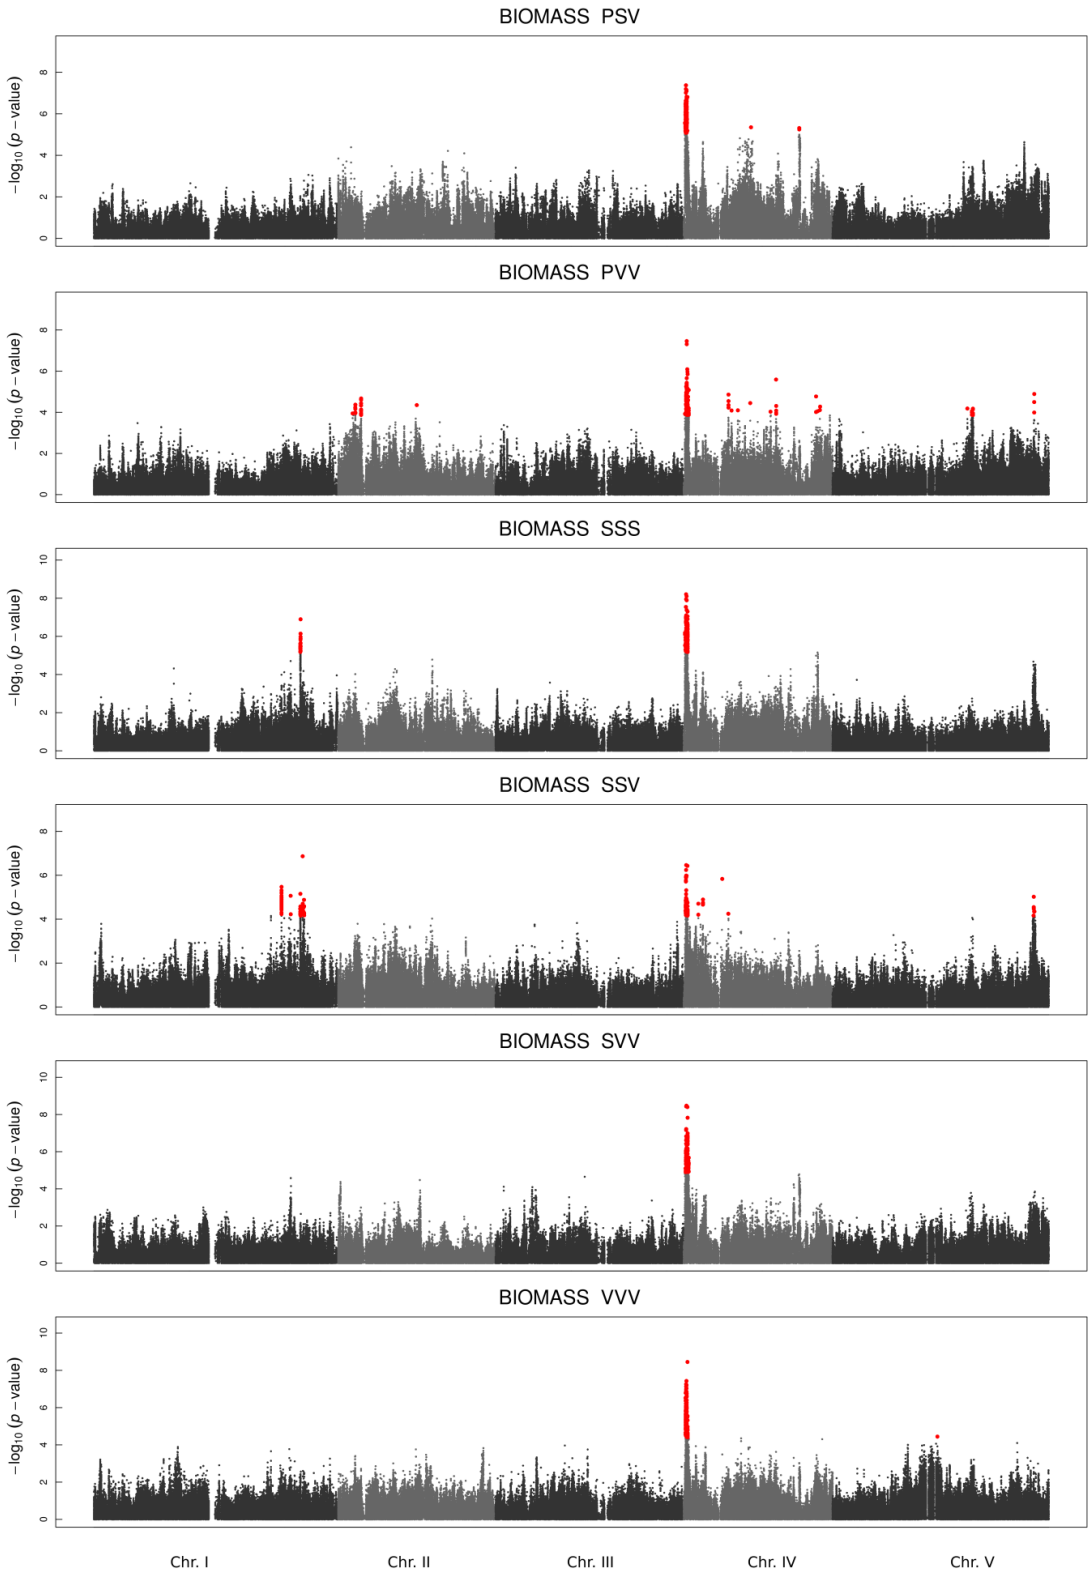 BIOMASS PSV
−log₁₀ (p − value)
8
6
4
2
0
BIOMASS PVV
−log₁₀ (p − value)
8
6
4
2
0
BIOMASS SSS
−log₁₀ (p − value)
10
8
6
4
2
0
BIOMASS SSV
−log₁₀ (p − value)
8
6
4
2
0
BIOMASS SVV
−log₁₀ (p − value)
10
8
6
4
2
0
BIOMASS VVV
−log₁₀ (p − value)
10
8
6
4
2
0
Chr. I Chr. II Chr. III Chr. IV Chr. V